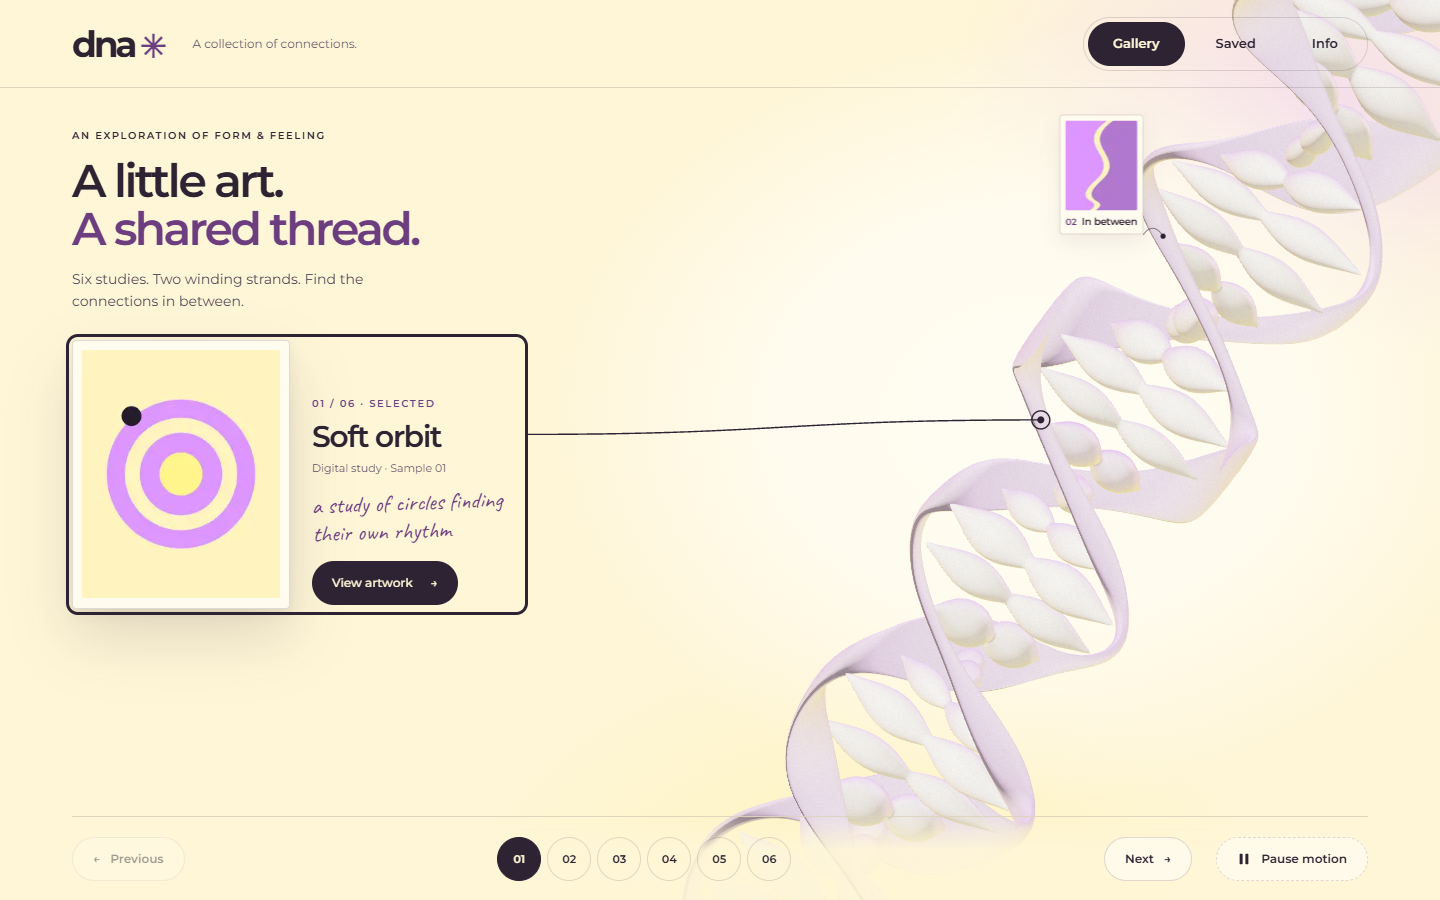 dna
A collection of connections.
Gallery
Saved
Info
AN EXPLORATION OF FORM & FEELING
A little art.
A shared thread.
Six studies. Two winding strands. Find the
connections in between.
02 In between
01 / 06 · SELECTED
Soft orbit
Digital study · Sample 01
a study of circles finding
their own rhythm
View artwork →
← Previous
01
02
03
04
05
06
Next →
Pause motion